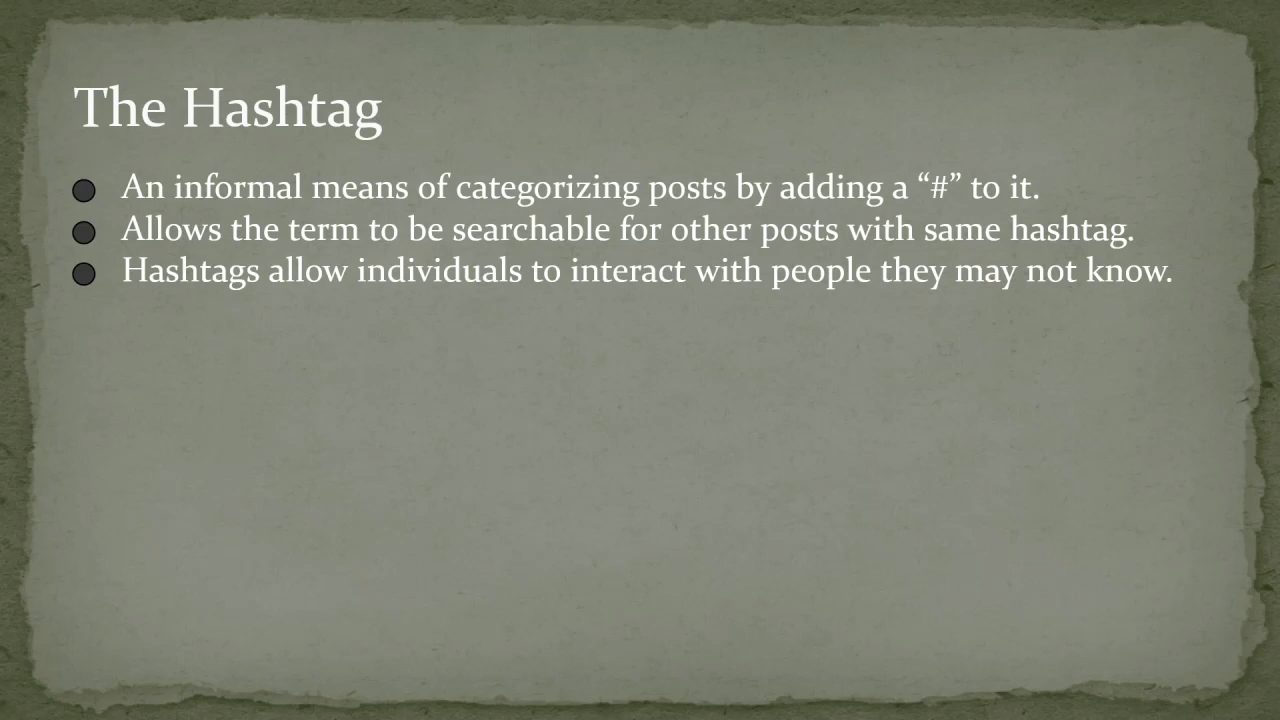 The Hashtag
An informal means of categorizing posts by adding a “#” to it.
Allows the term to be searchable for other posts with same hashtag.
Hashtags allow individuals to interact with people they may not know.